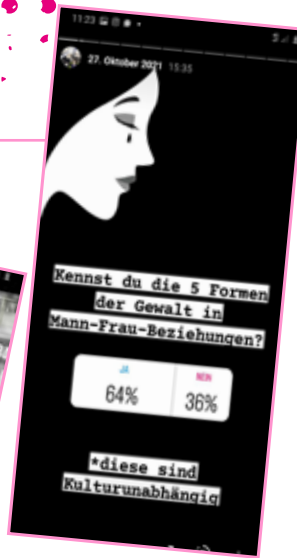 11:23
27. Oktober 2021 15:35
Kennst du die 5 Formen
der Gewalt in
Mann-Frau-Beziehungen?
JA NEIN
64% 36%
*diese sind
Kulturunabhängig